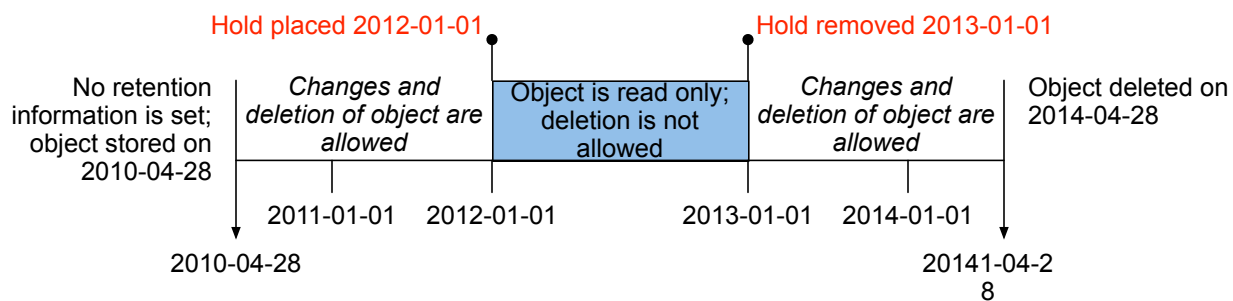 Hold placed 2012-01-01
Hold removed 2013-01-01
No retention
information is set;
object stored on
2010-04-28
Changes and
deletion of object are
allowed
Object is read only;
deletion is not
allowed
Changes and
deletion of object are
allowed
Object deleted on
2014-04-28
2011-01-01
2012-01-01
2013-01-01
2014-01-01
2010-04-28
20141-04-2
8